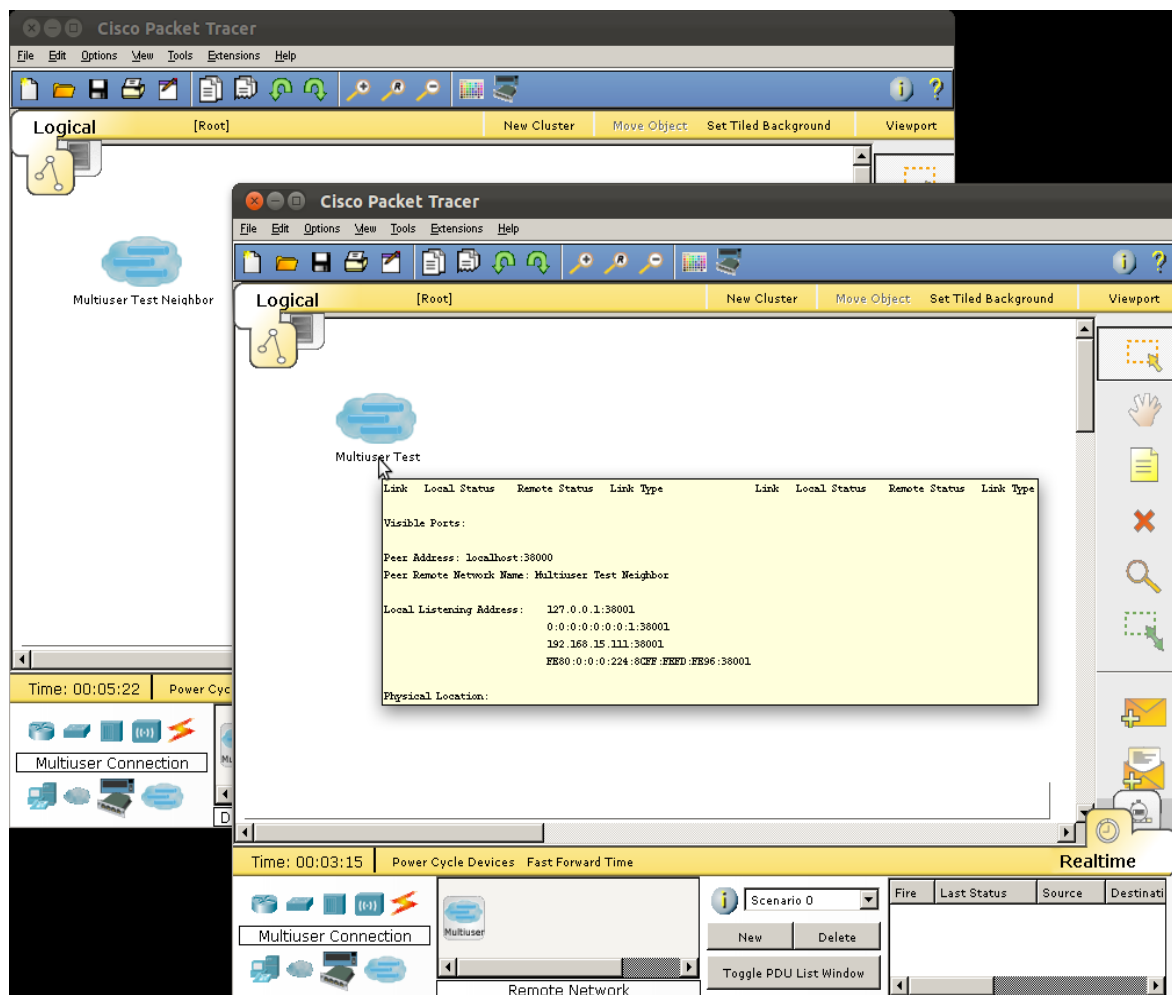 Cisco Packet Tracer
File Edit Options View Tools Extensions Help
Logical [Root] New Cluster Move Object Set Tiled Background Viewport
Multiuser Test Neighbor
Time: 00:05:22 Power Cyc
Multiuser Connection
Mu
D
Cisco Packet Tracer
File Edit Options View Tools Extensions Help
Logical [Root] New Cluster Move Object Set Tiled Background Viewport
Multiuser Test
Link Local Status Remote Status Link Type Link Local Status Remote Status Link Type
Visible Ports:
Peer Address: localhost:38000
Peer Remote Network Name: Multiuser Test Neighbor
Local Listening Address: 127.0.0.1:38001
0:0:0:0:0:0:0:1:38001
192.168.15.111:38001
FE80:0:0:0:224:8CFF:FEFD:FE96:38001
Physical Location:
Realtime
Time: 00:03:15 Power Cycle Devices Fast Forward Time
Multiuser Connection
Multiuser
Remote Network
Scenario 0
New Delete
Toggle PDU List Window
Fire Last Status Source Destinati